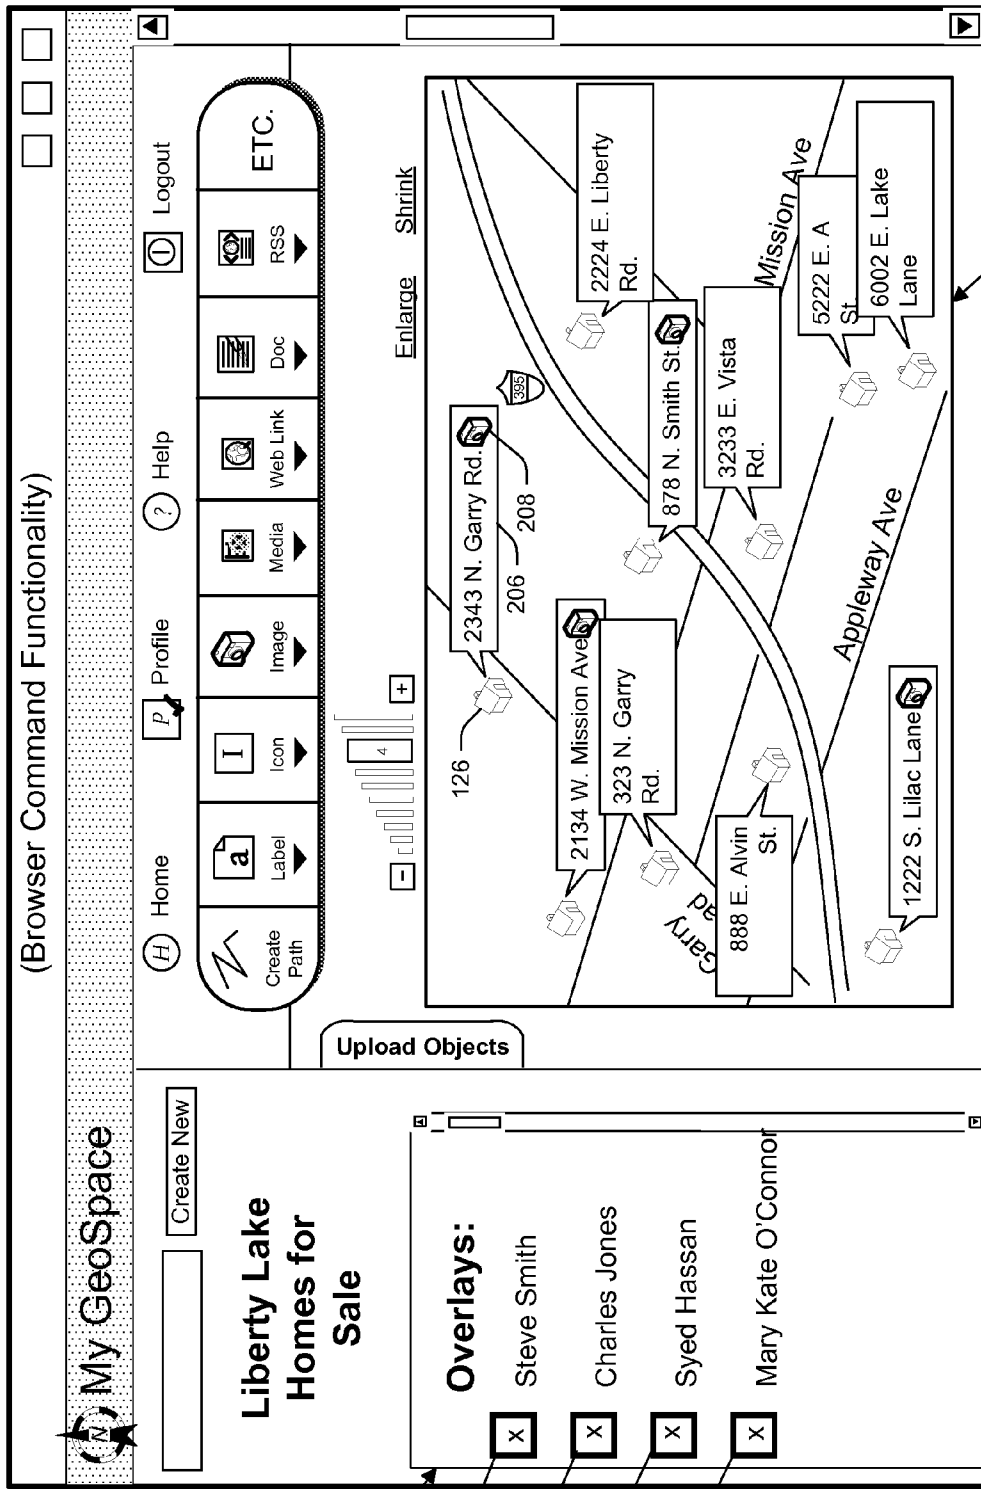 (Browser Command Functionality)
My GeoSpace
N
Create New
H Home
P Profile
? Help
Logout
Liberty Lake
Homes for
Sale
Create
Path
a
Label
I
Icon
Image
Media
Web Link
Doc
RSS
ETC.
Upload Objects
4
Enlarge
Shrink
Overlays:
X Steve Smith
X Charles Jones
X Syed Hassan
X Mary Kate O'Connor
126
2343 N. Garry Rd.
206
208
395
2134 W. Mission Ave
323 N. Garry
Rd.
2224 E. Liberty
Rd.
878 N. Smith St.
3233 E. Vista
Rd.
Garry
ad
888 E. Alvin
St.
Mission Ave
5222 E. A
St.
6002 E. Lake
Lane
Appleway Ave
1222 S. Lilac Lane